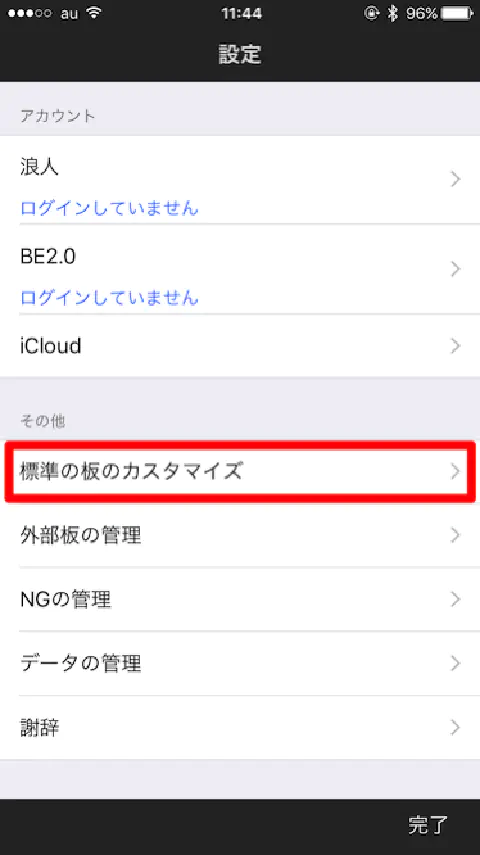 au 11:44 96%
設定
アカウント
浪人
ログインしていません
BE2.0
ログインしていません
iCloud
その他
標準の板のカスタマイズ
外部板の管理
NGの管理
データの管理
謝辞
完了